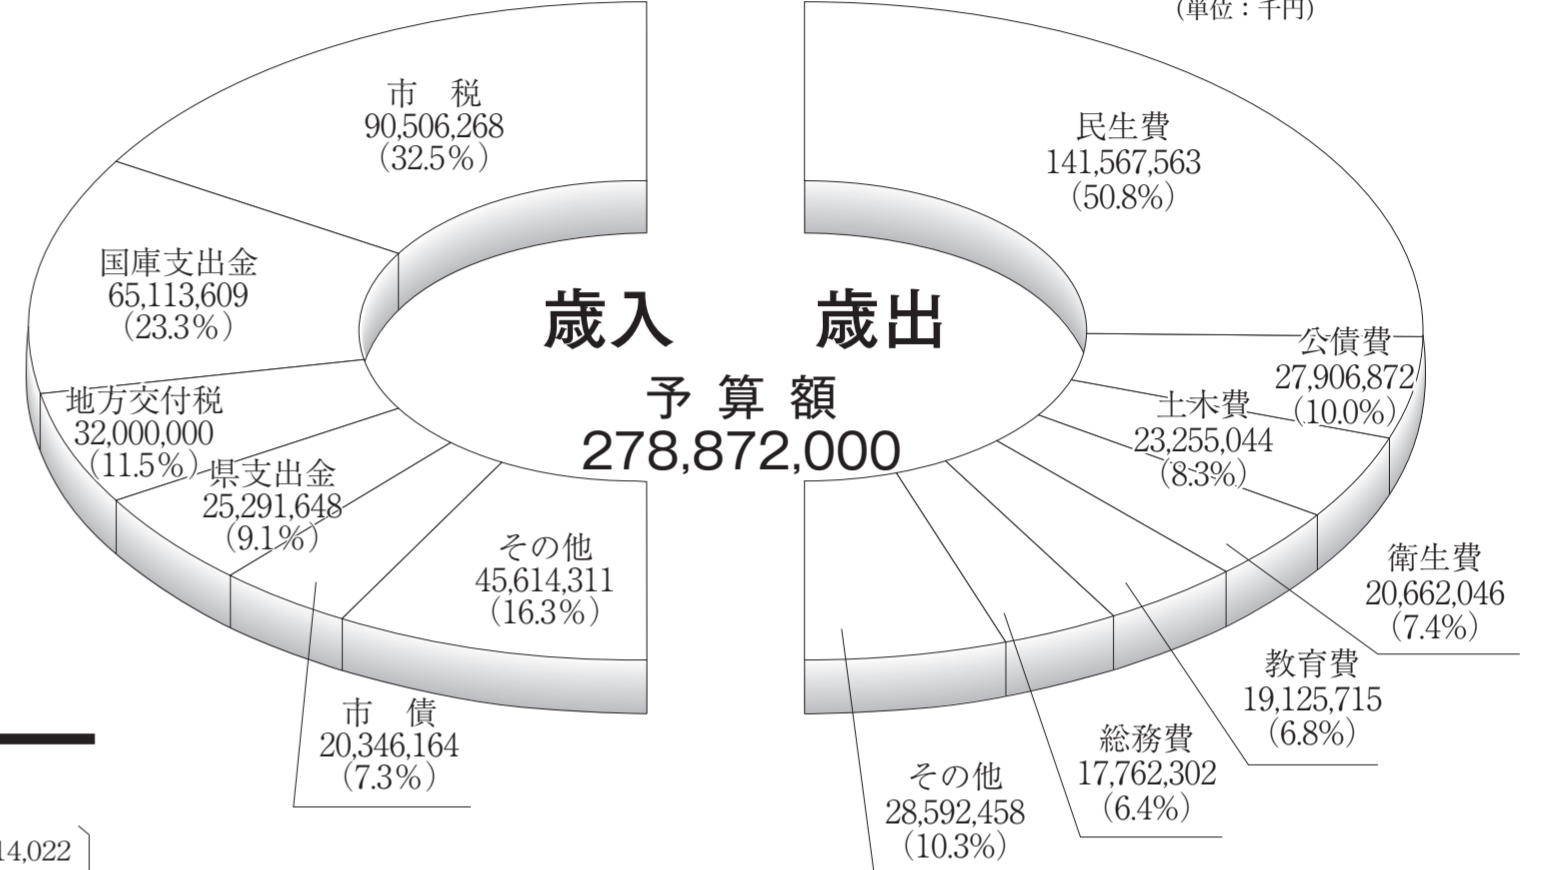 （単位：千円）
市　税
90,506,268
（32.5％）
国庫支出金
65,113,609
（23.3％）
地方交付税
32,000,000
（11.5％）
県支出金
25,291,648
（9.1％）
市　債
20,346,164
（7.3％）
その他
45,614,311
（16.3％）
歳入　歳出
予算額
278,872,000
民生費
141,567,563
（50.8％）
公債費
27,906,872
（10.0％）
土木費
23,255,044
（8.3％）
衛生費
20,662,046
（7.4％）
教育費
19,125,715
（6.8％）
総務費
17,762,302
（6.4％）
その他
28,592,458
（10.3％）
14,022